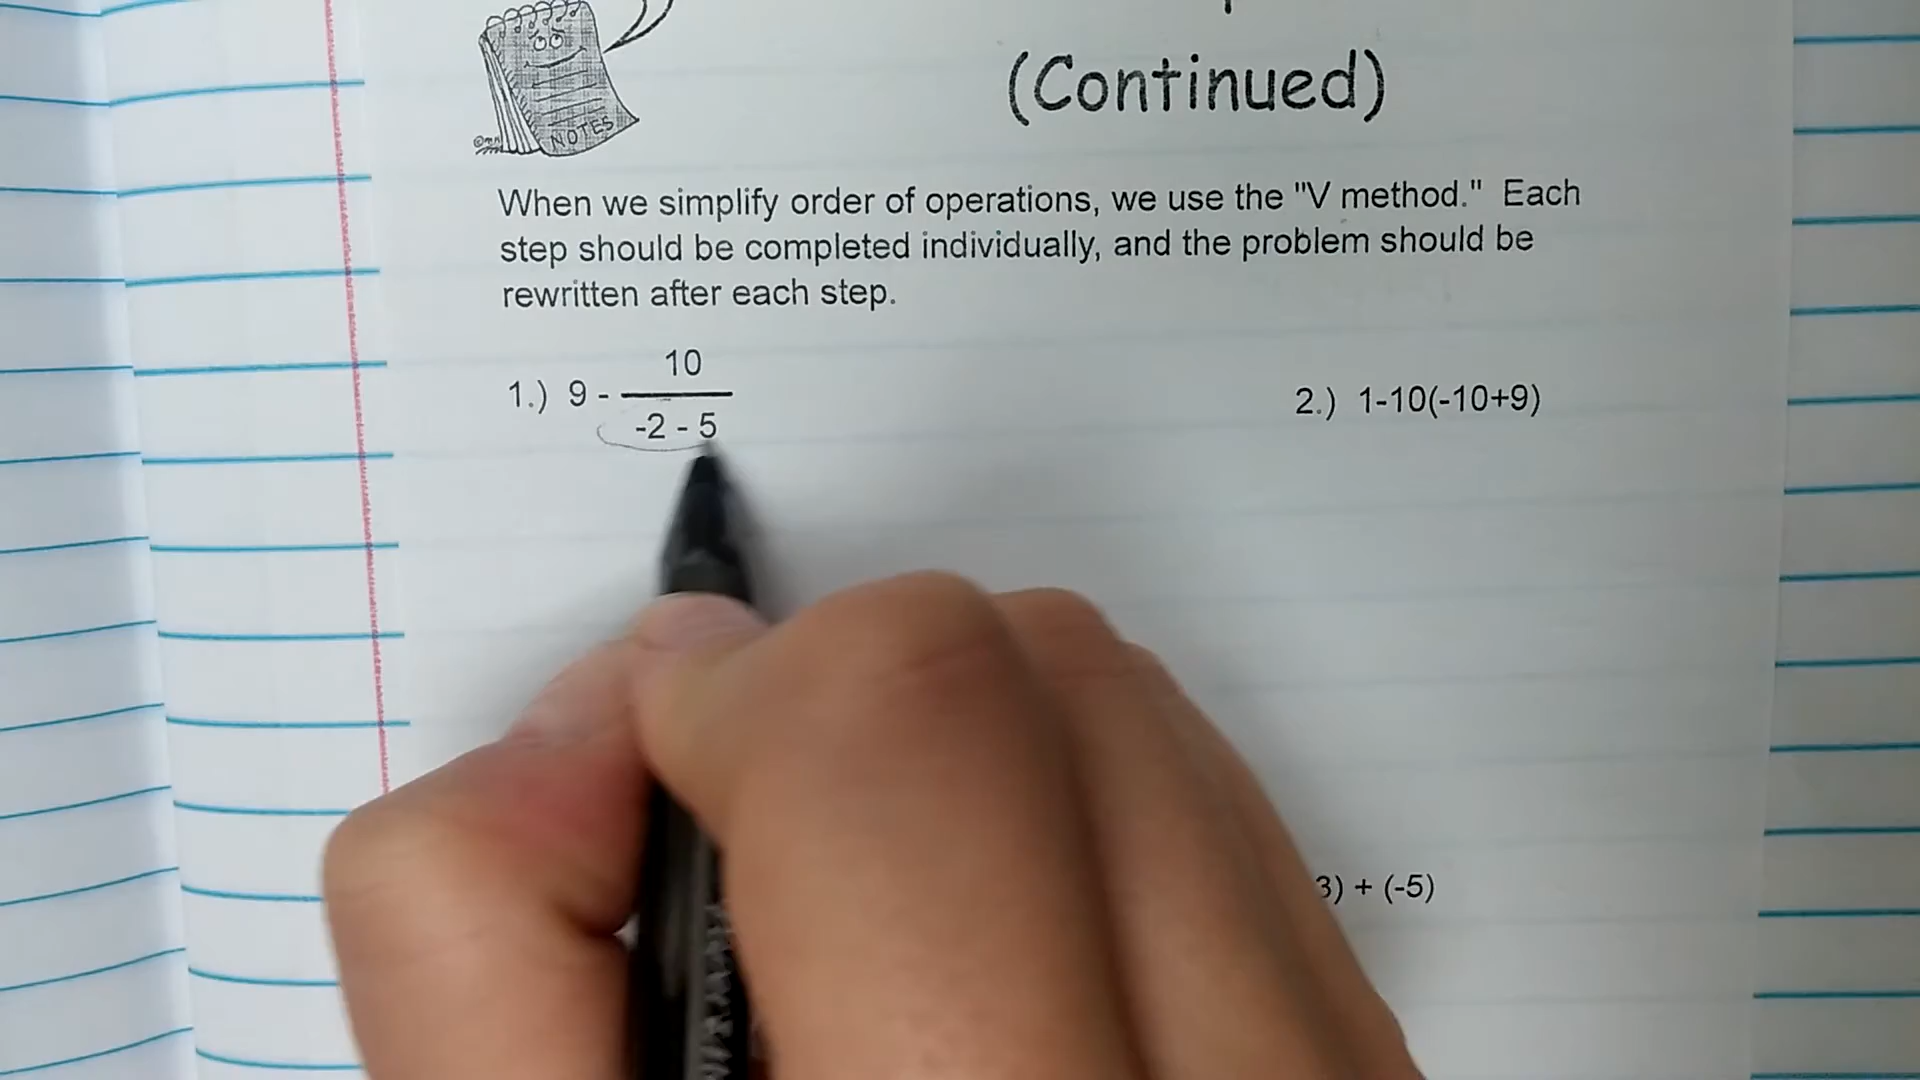 (Continued)
NOTES
When we simplify order of operations, we use the "V method." Each
step should be completed individually, and the problem should be
rewritten after each step.
1.) 9 - 10
-2 - 5
2.) 1-10(-10+9)
3) + (-5)